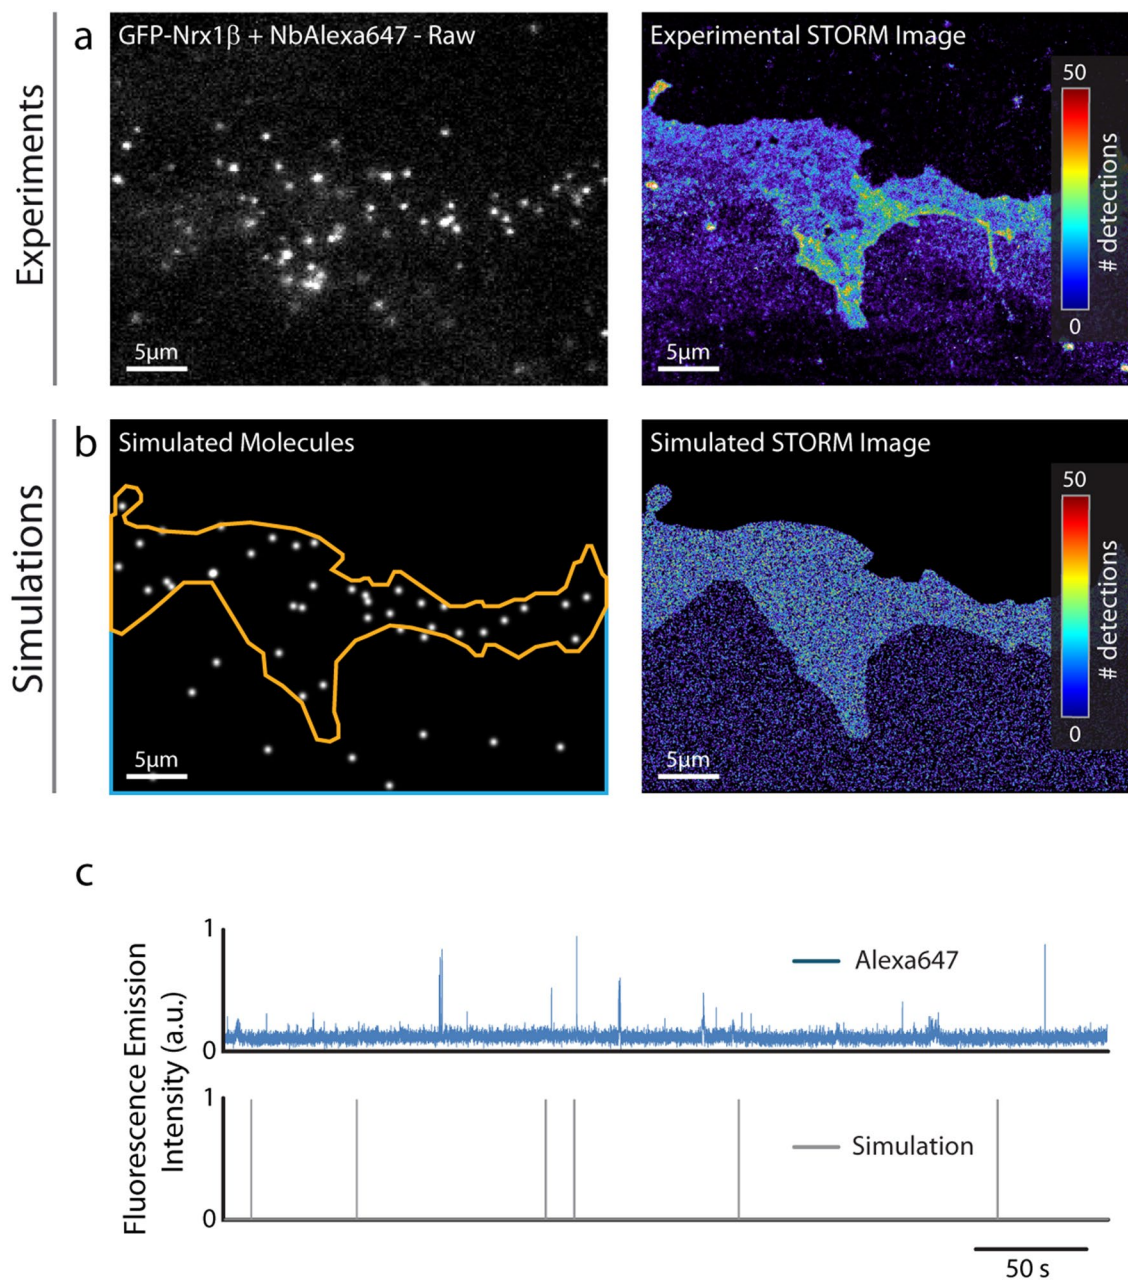 Experiments
a
GFP-Nrx1β + NbAlexa647 - Raw
5μm
Experimental STORM Image
50
# detections
0
5μm
Simulations
b
Simulated Molecules
5μm
Simulated STORM Image
50
# detections
0
5μm
c
Fluorescence Emission
Intensity (a.u.)
1
0
Alexa647
1
0
Simulation
50 s